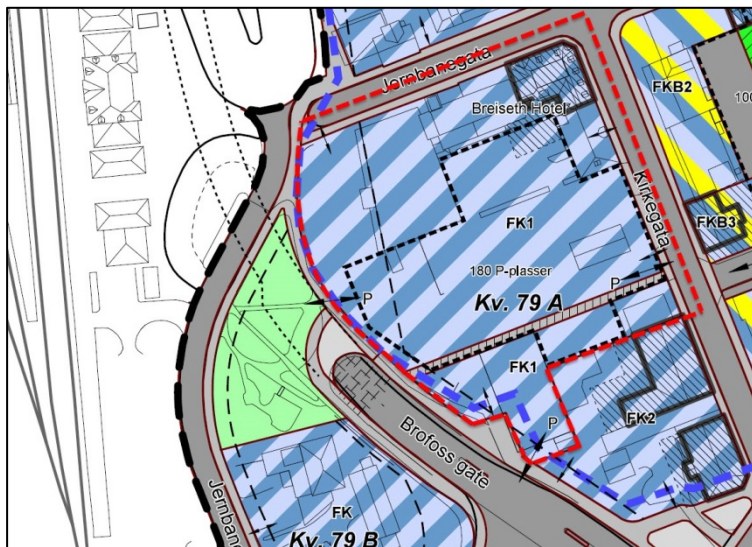 Jernbanegata
FKB2
100
Breiseth Hotel
Kirkegata
FK1
FKB3
180 P-plasser
P
P
Kv. 79 A
FK1
FK2
P
Brofoss gate
Jernbaneg
FK
Kv. 79 B